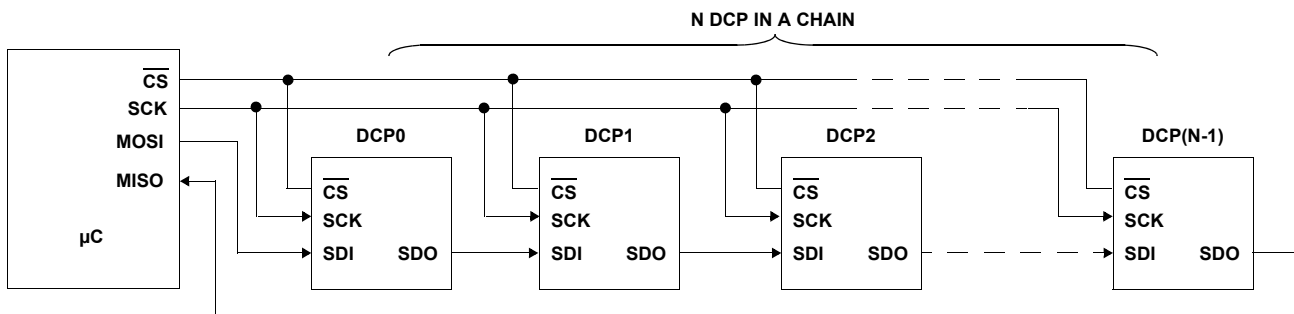 N DCP IN A CHAIN
CS
SCK
MOSI
MISO
µC
DCP0
CS
SCK
SDI SDO
DCP1
CS
SCK
SDI SDO
DCP2
CS
SCK
SDI SDO
DCP(N-1)
CS
SCK
SDI SDO